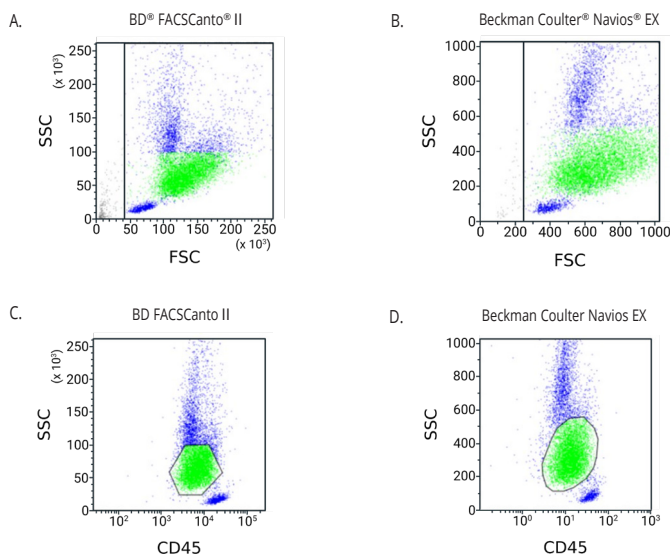 A.
BD® FACSCanto® II
250
200
150
100
50
0
(x 10³)
SSC
0 50 100 150 200 250
(x 10³)
FSC
B.
Beckman Coulter® Navios® EX
1000
800
600
400
200
0
SSC
0 200 400 600 800 1000
FSC
C.
BD FACSCanto II
250
200
150
100
50
0
(x 10³)
SSC
10² 10³ 10⁴ 10⁵
CD45
D.
Beckman Coulter Navios EX
1000
800
600
400
200
0
SSC
10⁰ 10¹ 10² 10³
CD45